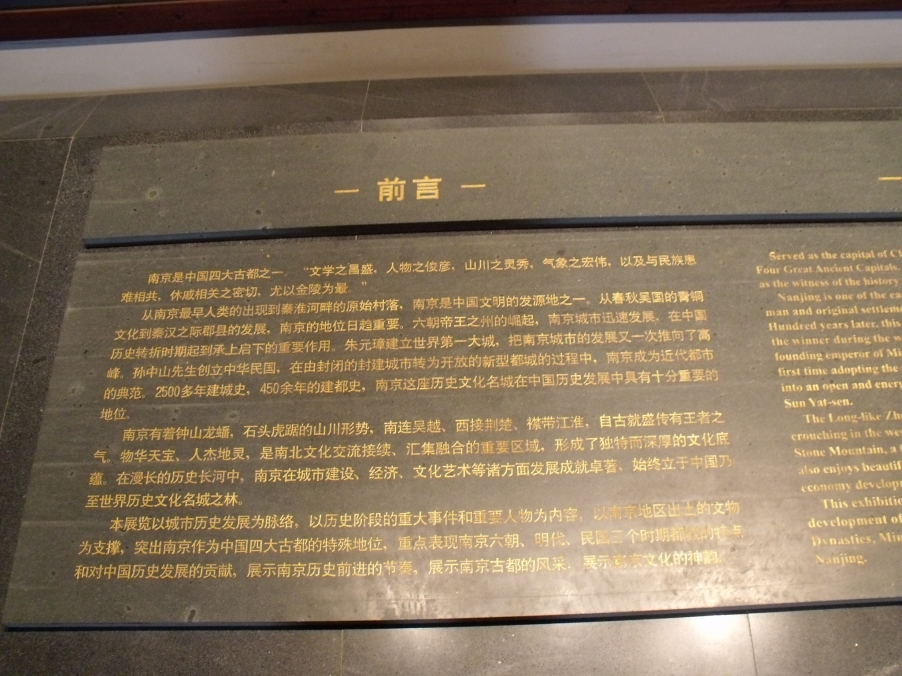 — 前言 —
南京是中国四大古都之一。“文学之昌盛，人物之俊彦，山川之灵秀，气象之宏伟，以及与民族患
难相共，休戚相关之密切，尤以金陵为最。”
从南京最早人类的出现到秦淮河畔的原始村落，南京是中国文明的发源地之一。从春秋吴国的青铜
文化到秦汉之际郡县的发展，南京的地位日趋重要。六朝帝王之州的崛起，南京城市迅速发展。在中国
历史转折时期起到承上启下的重要作用。朱元璋建立世界第一大城，把南京城市的发展又一次推向了高
峰。孙中山先生创立中华民国，在由封闭的封建城市转为开放的新型都城的过程中，南京成为近代都市
的典范。2500多年建城史，450余年的建都史，南京这座历史文化名城在中国历史发展中具有十分重要的
地位。
南京有着钟山龙蟠，石头虎踞的山川形势，南连吴越、西接荆楚、襟带江淮，自古就盛传有王者之
气。物华天宝，人杰地灵，是南北文化交流接续、汇集融合的重要区域，形成了独特而深厚的文化底
蕴。在漫长的历史长河中，南京在城市建设、经济、文化艺术等诸方面发展成就卓著，始终立于中国乃
至世界历史文化名城之林。
本展览以城市历史发展为脉络，以历史阶段的重大事件和重要人物为内容，以南京地区出土的文物
为支撑，突出南京作为中国四大古都的特殊地位，重点表现南京六朝、明代、民国三个时期都城的特点
和对中国历史发展的贡献，展示南京历史前进的节奏，展示南京古都的风采，展示南京文化的神韵。
Served as the capital of
Four Great Ancient Capitals,
as the witness of the history
Nanjing is one of the
man and original
Hundred years later, this
the winner during the
founding emperor of
first time adopting the
into an open and
Sun Yat-sen.
The Long-like
crouching in the
Stone Mountain, a
also enjoys
economy
This
development of
Dynasties,
Nanjing.